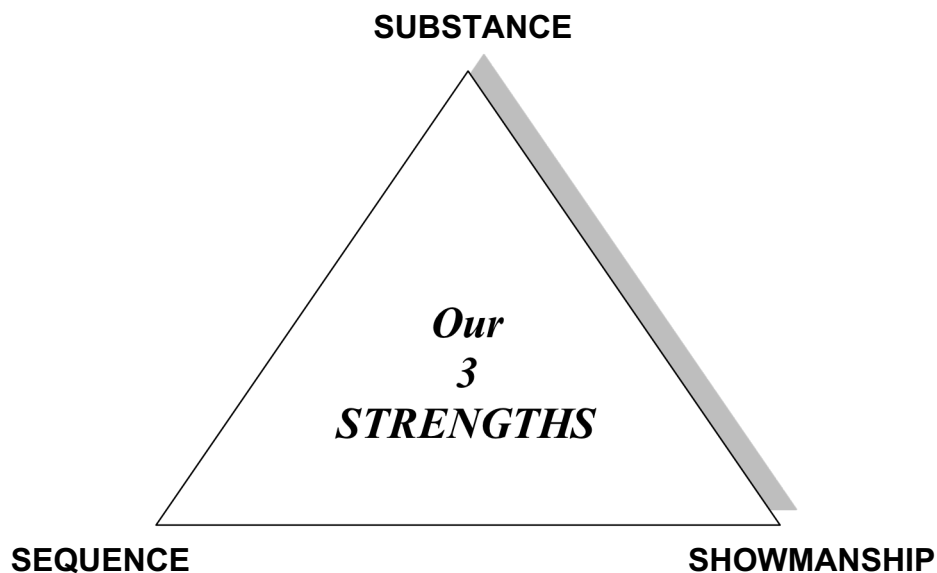 SUBSTANCE
Our
3
STRENGTHS
SEQUENCE
SHOWMANSHIP